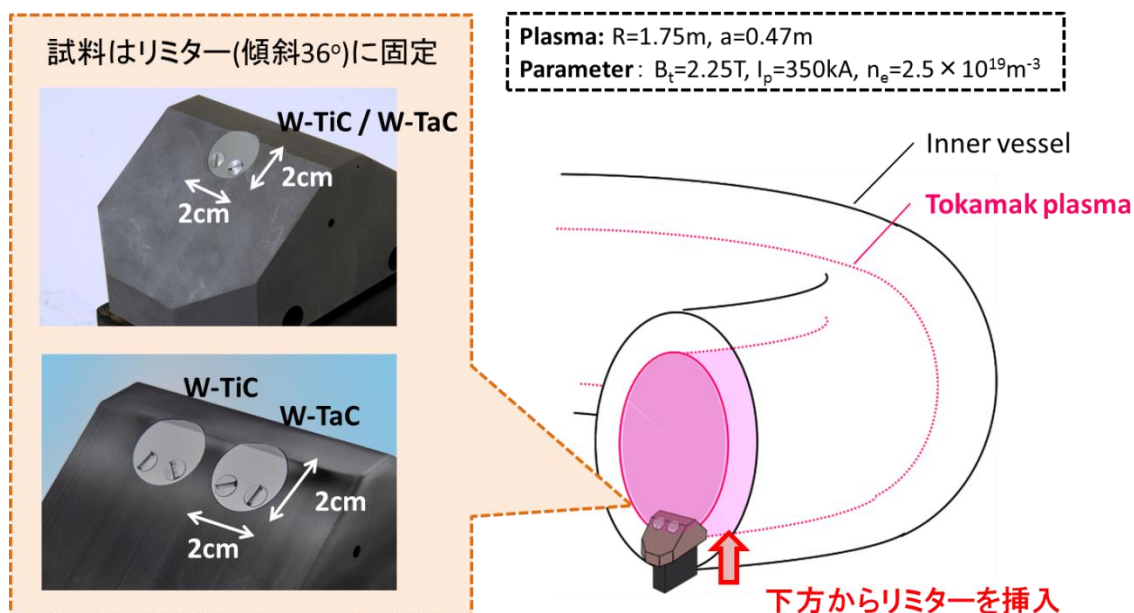 試料はリミター(傾斜36°)に固定
W-TiC / W-TaC
2cm
2cm
W-TiC
W-TaC
2cm
2cm
Plasma: R=1.75m, a=0.47m
Parameter : Bt=2.25T, Ip=350kA, ne=2.5×10¹⁹m⁻³
Inner vessel
Tokamak plasma
下方からリミターを挿入